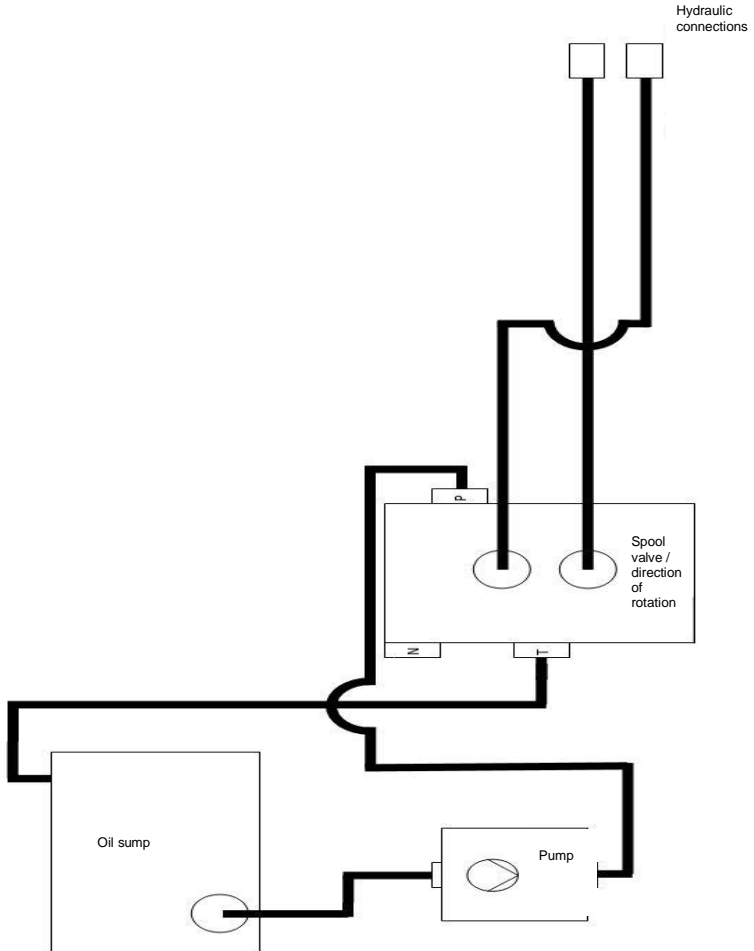 Hydraulic
connections
P
Spool
valve /
direction
of
rotation
N
T
Oil sump
Pump